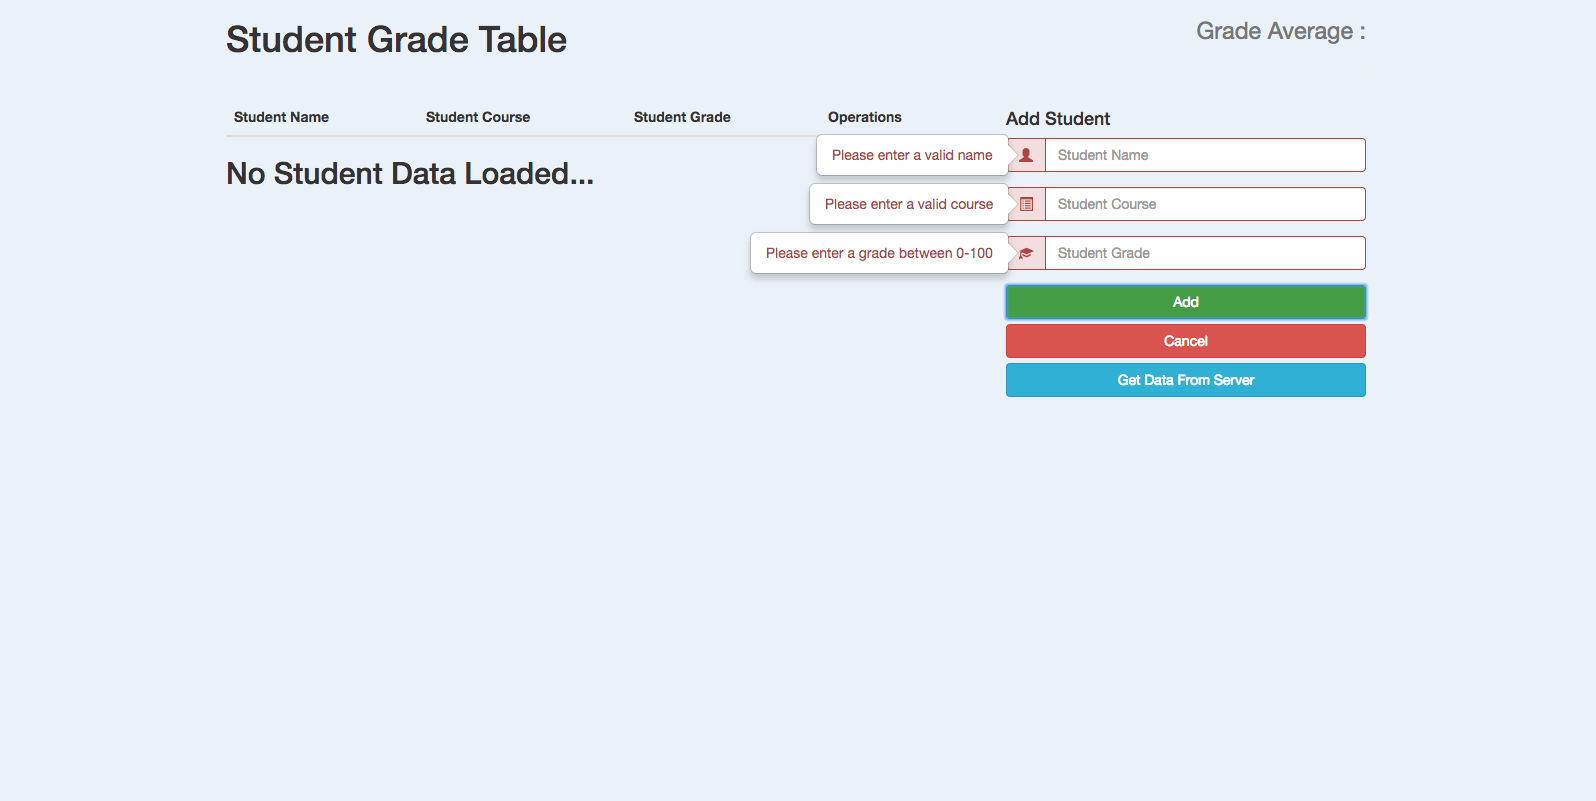 Student Grade Table
Grade Average :
Student Name Student Course Student Grade Operations
No Student Data Loaded...
Add Student
Please enter a valid name
Student Name
Please enter a valid course
Student Course
Please enter a grade between 0-100
Student Grade
Add
Cancel
Get Data From Server